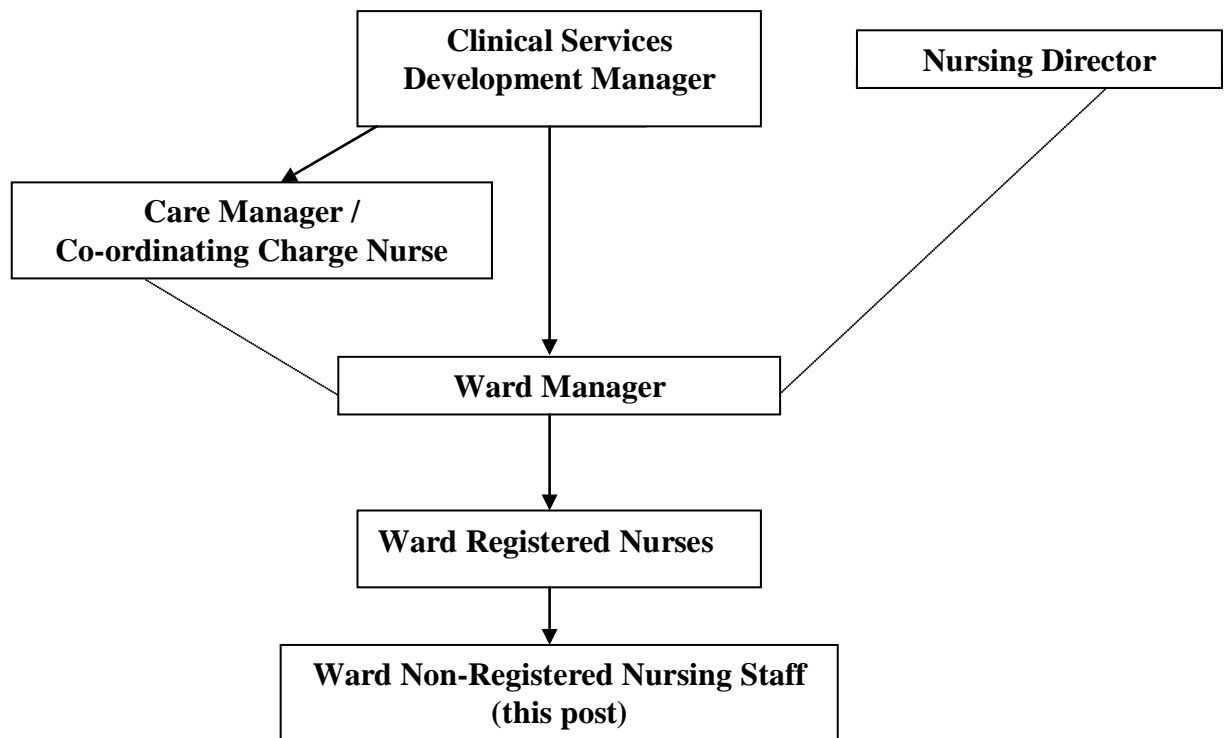 Clinical Services
Development Manager
Nursing Director
Care Manager /
Co-ordinating Charge Nurse
Ward Manager
Ward Registered Nurses
Ward Non-Registered Nursing Staff
(this post)